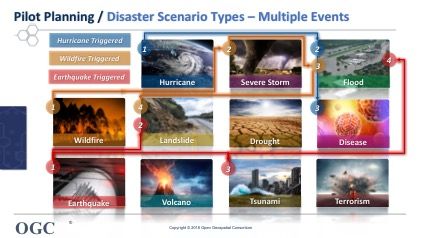 Pilot Planning / Disaster Scenario Types – Multiple Events
Hurricane Triggered
Wildfire Triggered
Earthquake Triggered
1
2
2
3
4
Hurricane
Severe Storm
Flood
1
4
2
3
Wildfire
Landslide
Drought
Disease
1
3
Earthquake
Volcano
Tsunami
Terrorism
OGC
Copyright © 2018 Open Geospatial Consortium